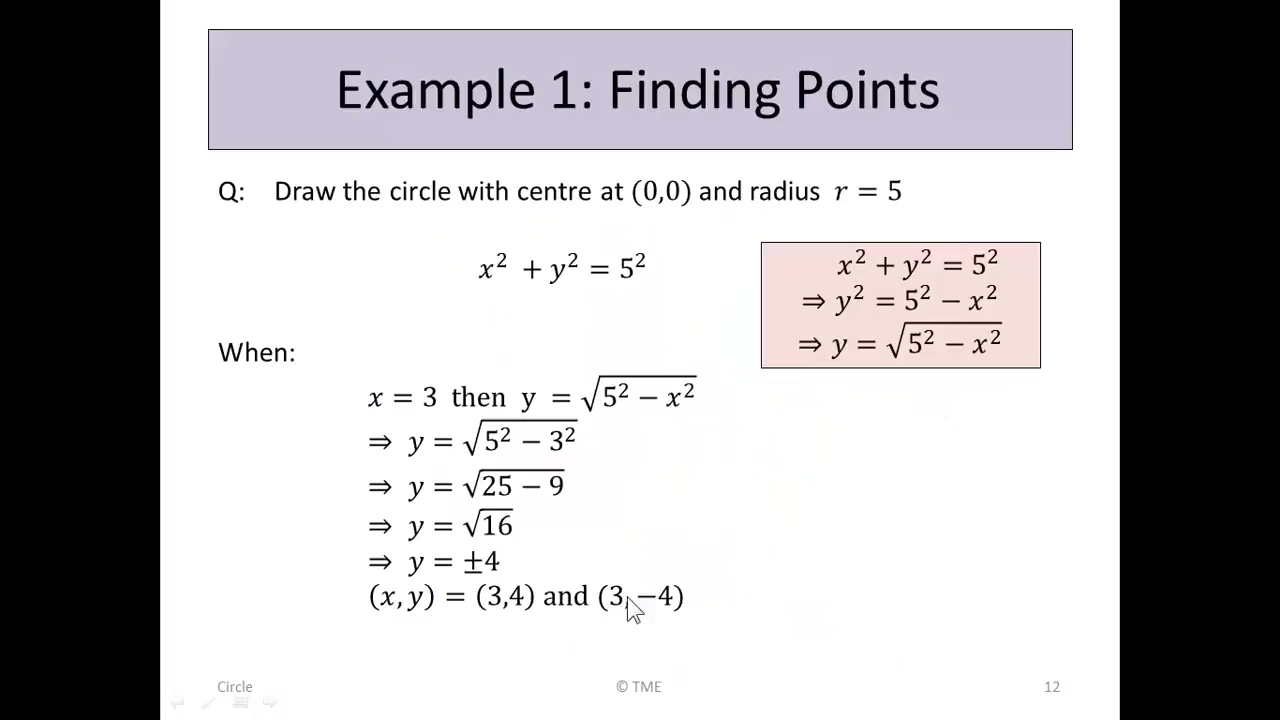 Example 1: Finding Points
Q: Draw the circle with centre at (0,0) and radius r = 5
x² + y² = 5²
x² + y² = 5²
⇒ y² = 5² − x²
⇒ y = √(5² − x²)
When:
x = 3 then y = √(5² − x²)
⇒ y = √(5² − 3²)
⇒ y = √(25 − 9)
⇒ y = √16
⇒ y = ±4
(x, y) = (3,4) and (3, −4)
Circle © TME 12